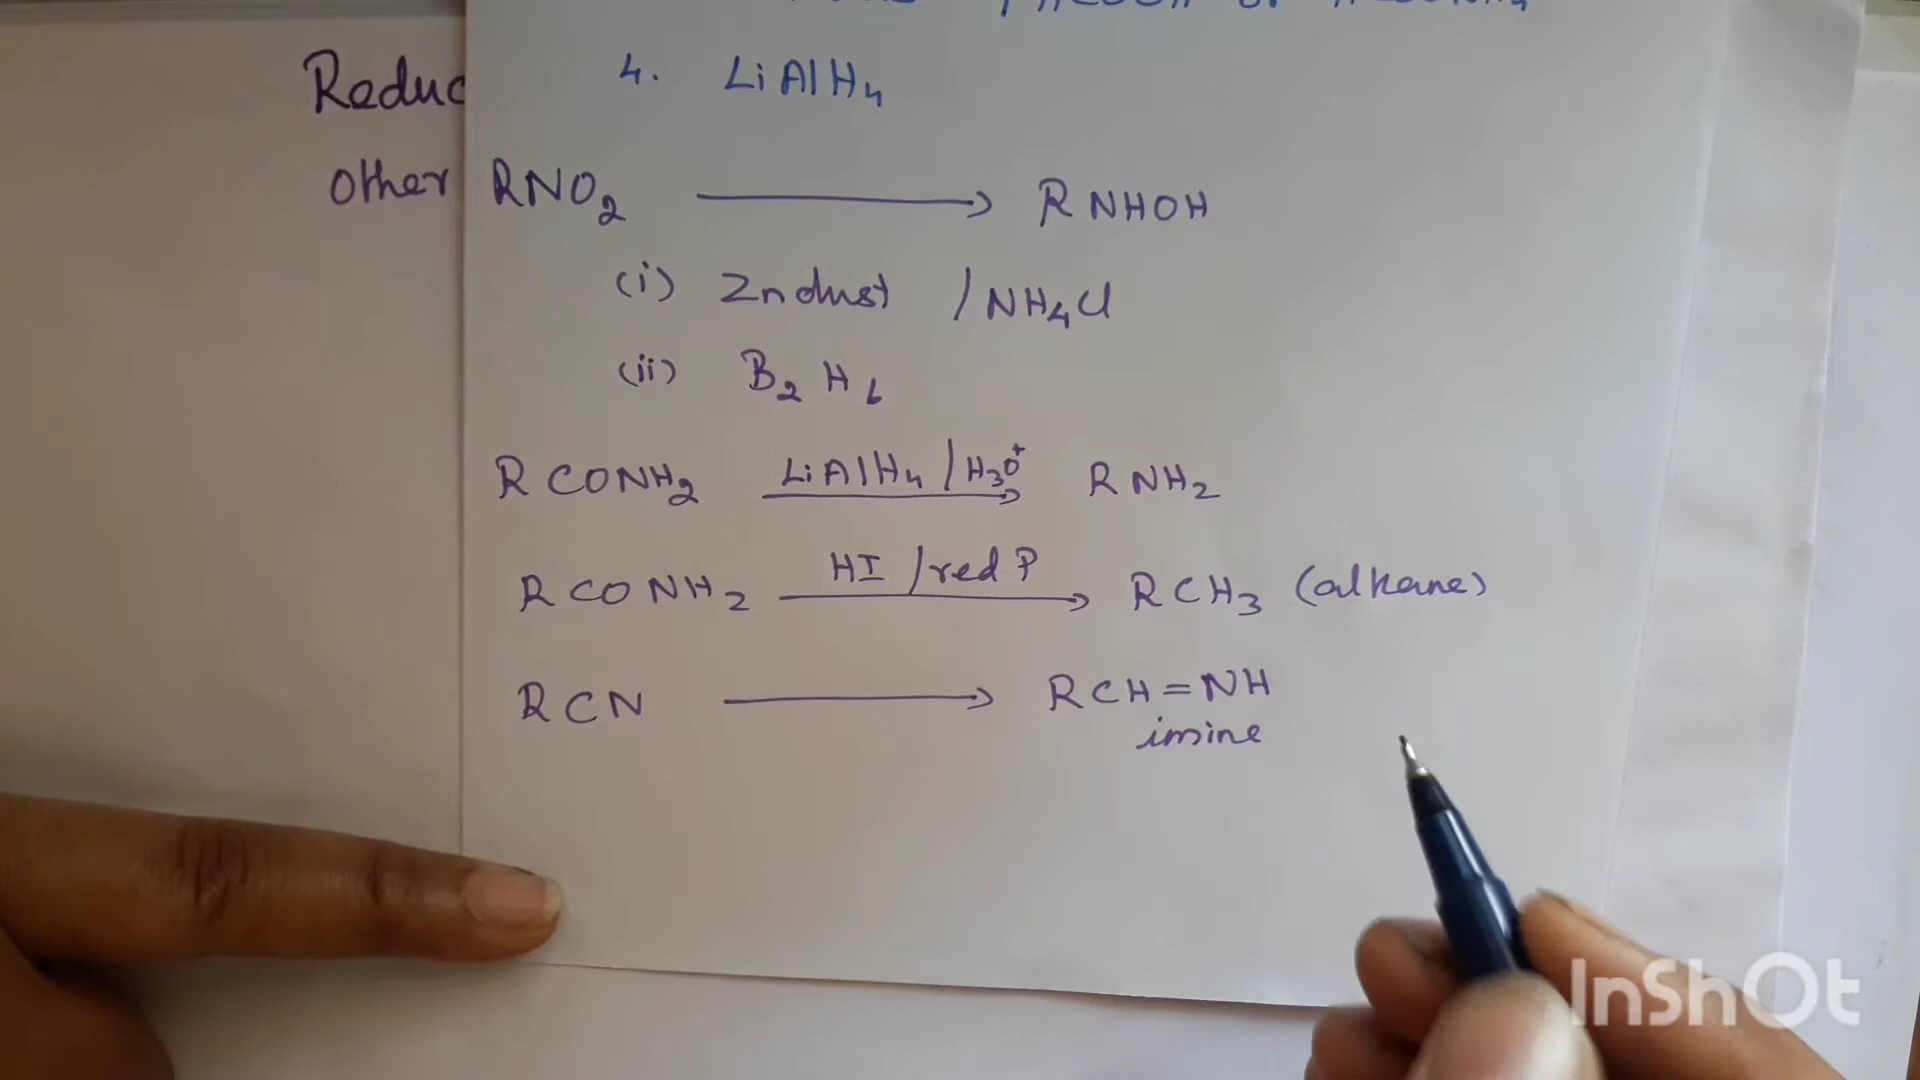 4. LiAlH4
Reduc
other
RNO2 → RNHOH
(i) Zn dust / NH4Cl
(ii) B2H6
RCONH2 LiAlH4 / H3O+ → RNH2
RCONH2 HI / red P → RCH3 (alkane)
RCN → RCH=NH
imine
InShOt